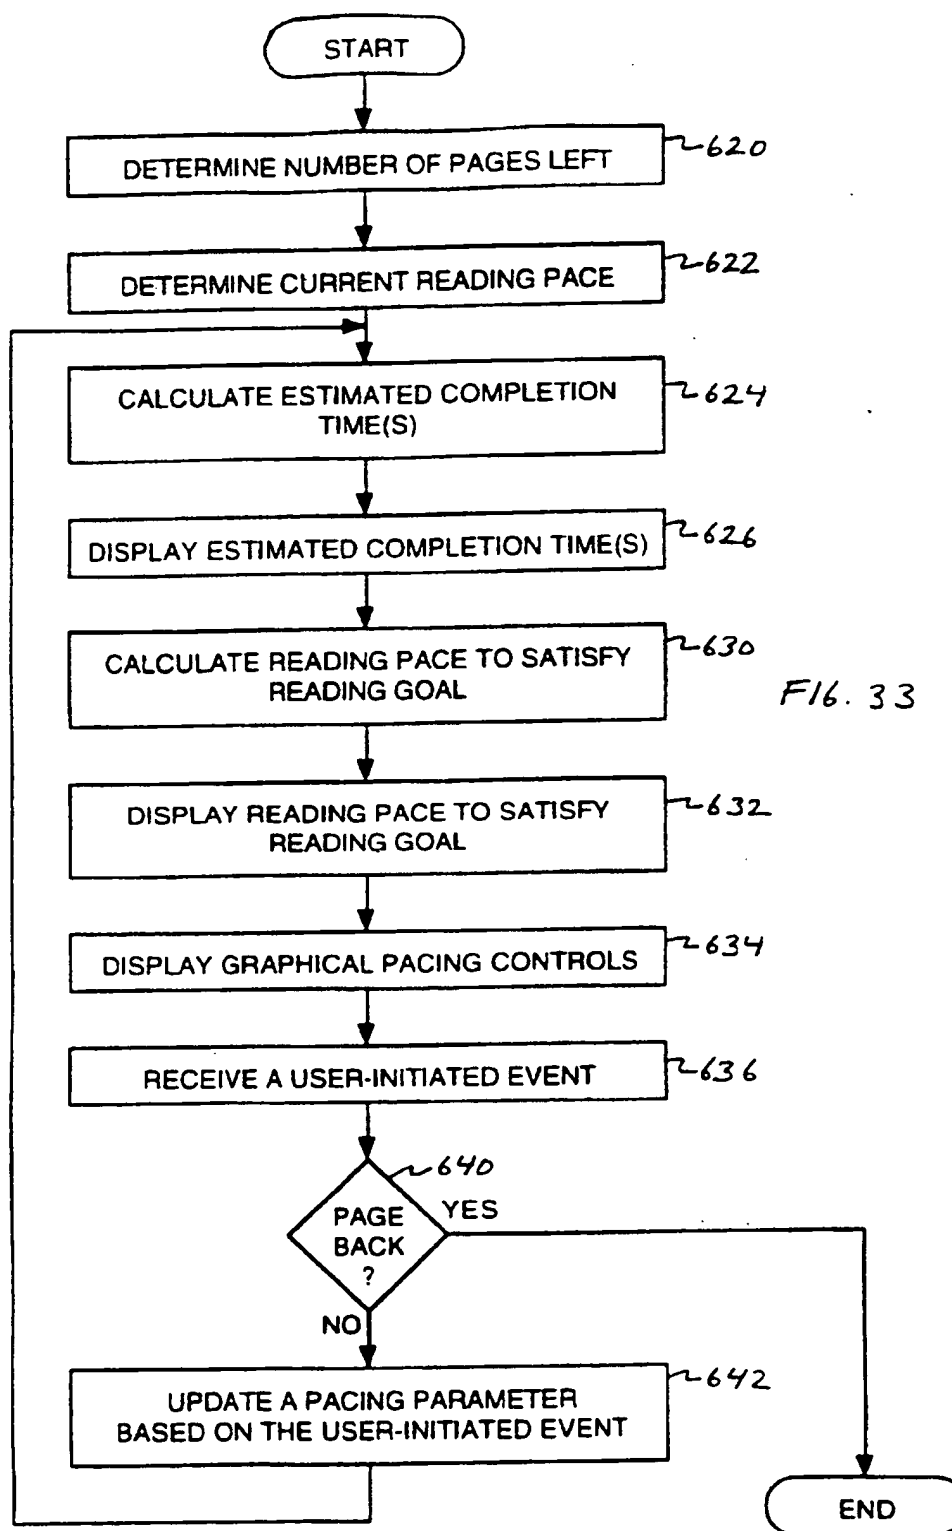 START
DETERMINE NUMBER OF PAGES LEFT
620
DETERMINE CURRENT READING PACE
622
CALCULATE ESTIMATED COMPLETION
TIME(S)
624
DISPLAY ESTIMATED COMPLETION TIME(S)
626
CALCULATE READING PACE TO SATISFY
READING GOAL
630
FIG. 33
DISPLAY READING PACE TO SATISFY
READING GOAL
632
DISPLAY GRAPHICAL PACING CONTROLS
634
RECEIVE A USER-INITIATED EVENT
636
640
PAGE
BACK
?
YES
NO
UPDATE A PACING PARAMETER
BASED ON THE USER-INITIATED EVENT
642
END